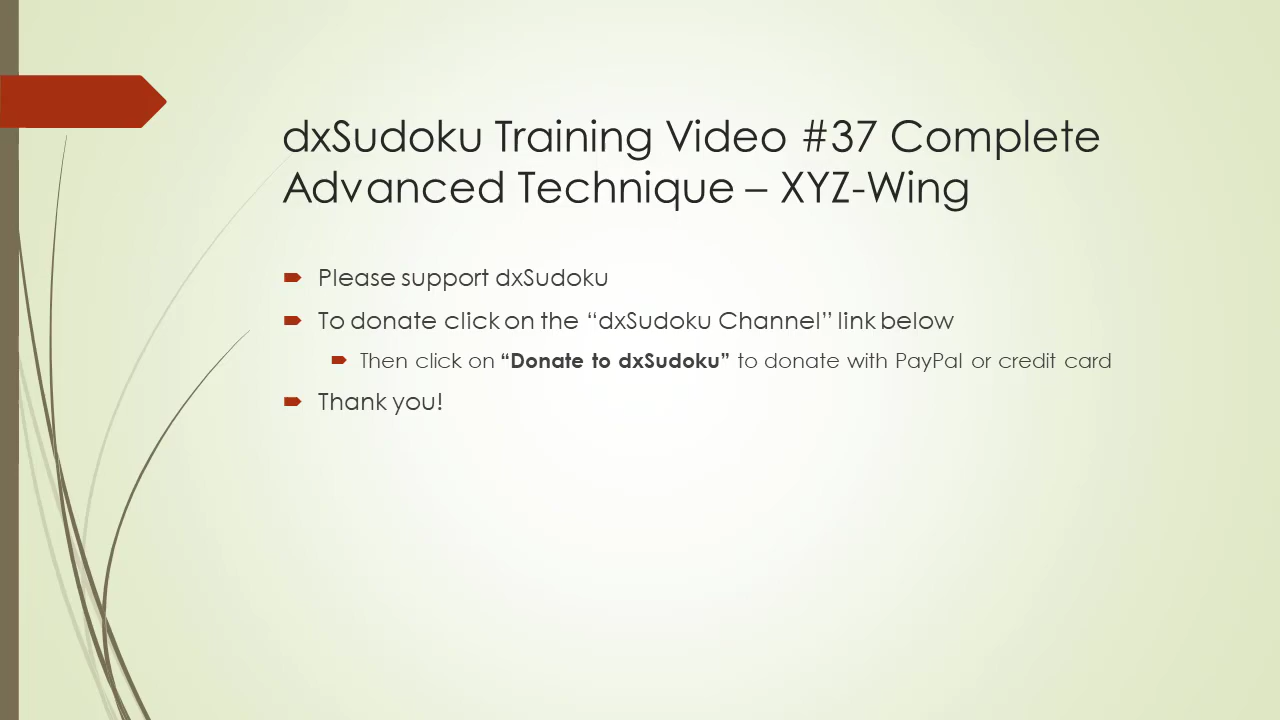 dxSudoku Training Video #37 Complete
Advanced Technique – XYZ-Wing
Please support dxSudoku
To donate click on the “dxSudoku Channel” link below
Then click on “Donate to dxSudoku” to donate with PayPal or credit card
Thank you!